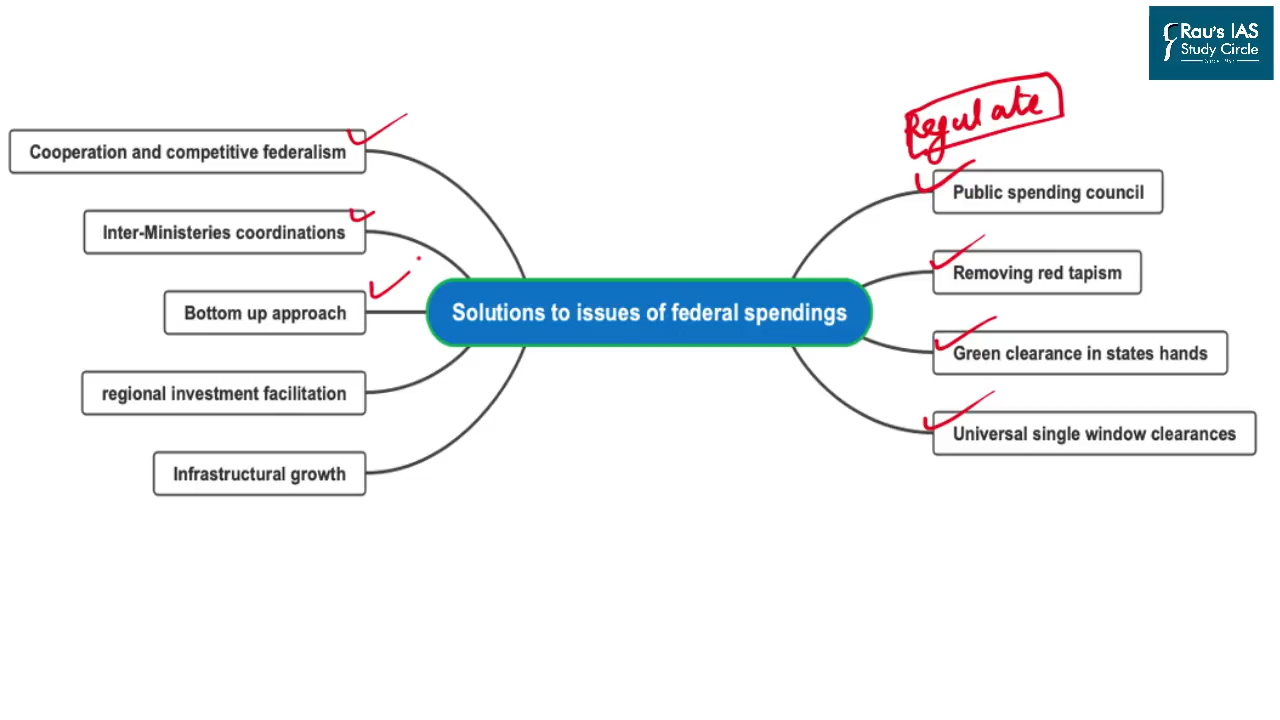 Rau's IAS
Study Circle
Regulate
Cooperation and competitive federalism
Inter-Ministeries coordinations
Bottom up approach
regional investment facilitation
Infrastructural growth
Solutions to issues of federal spendings
Public spending council
Removing red tapism
Green clearance in states hands
Universal single window clearances